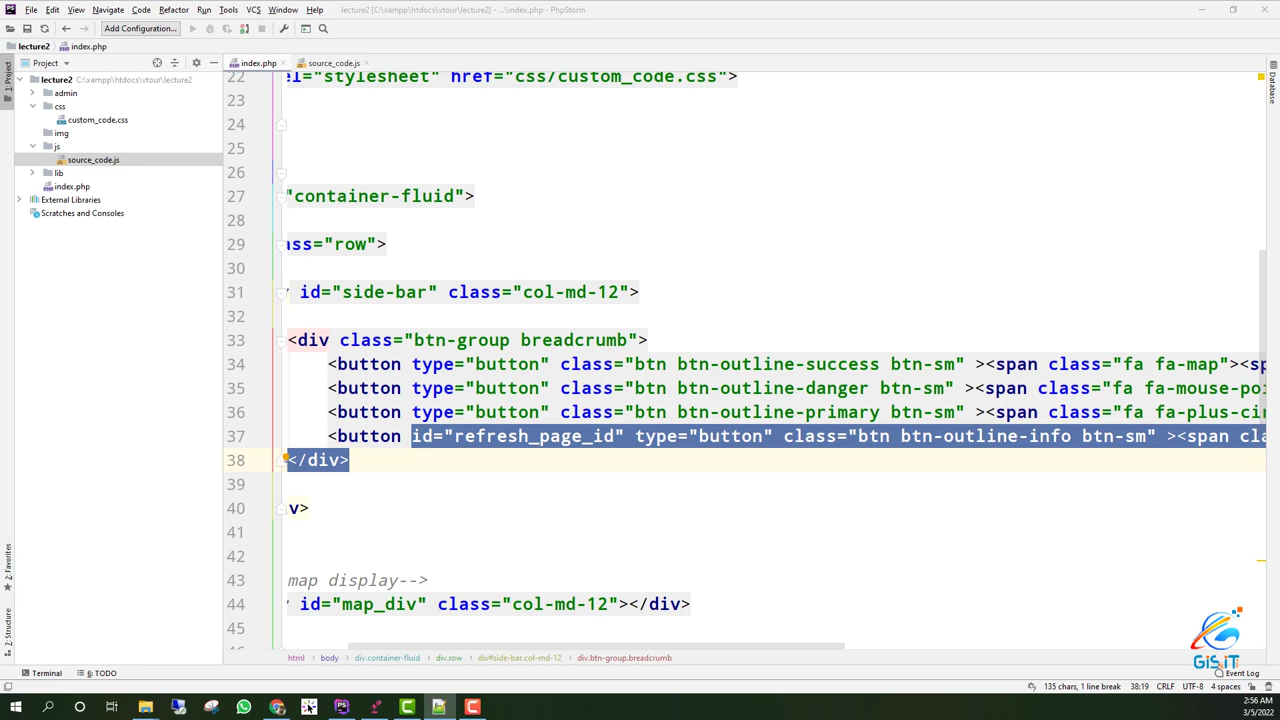 File Edit View Navigate Code Refactor Run Tools VCS Window Help lecture2 [C:\xampp\htdocs\vtour\lecture2] - ...\index.php - PhpStorm
Add Configuration...
lecture2 index.php
Project index.php source_code.js
1: Project
Database
lecture2 C:\xampp\htdocs\vtour\lecture2
admin
css
custom_code.css
img
js
source_code.js
lib
index.php
External Libraries
Scratches and Consoles
22 el="stylesheet" href="css/custom_code.css">
23
24
25
26
27 "container-fluid">
28
29 ass="row">
30
31 id="side-bar" class="col-md-12">
32
33 <div class="btn-group breadcrumb">
34 <button type="button" class="btn btn-outline-success btn-sm" ><span class="fa fa-map"><sp
35 <button type="button" class="btn btn-outline-danger btn-sm" ><span class="fa fa-mouse-poi
36 <button type="button" class="btn btn-outline-primary btn-sm" ><span class="fa fa-plus-cir
37 <button id="refresh_page_id" type="button" class="btn btn-outline-info btn-sm" ><span cla
38 </div>
39
40 v>
41
42
43 map display-->
44 id="map_div" class="col-md-12"></div>
45
2: Favorites
7: Structure
html body div.container-fluid div.row div#side-bar.col-md-12 div.btn-group.breadcrumb
GIS.iT
Terminal 6: TODO Event Log
135 chars, 1 line break 38:19 CRLF UTF-8 4 spaces
2:56 AM
3/5/2022